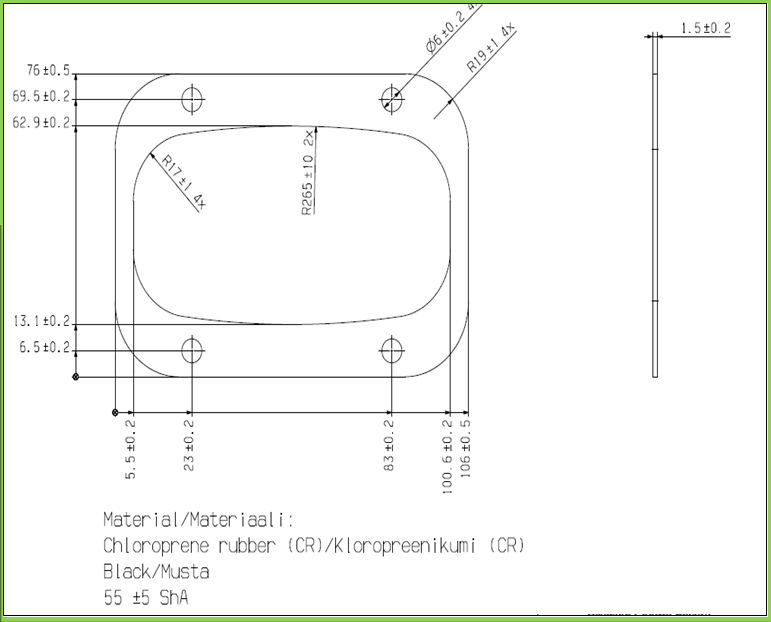 Ø6±0.2
R19±1 4x
1.5±0.2
76±0.5
69.5±0.2
62.9±0.2
R17±1 4x
R265±10 2x
13.1±0.2
6.5±0.2
5.5±0.2
23±0.2
83±0.2
100.6±0.2
106±0.5
Material/Materiaali:
Chloroprene rubber (CR)/Kloropreenikumi (CR)
Black/Musta
55 ±5 ShA